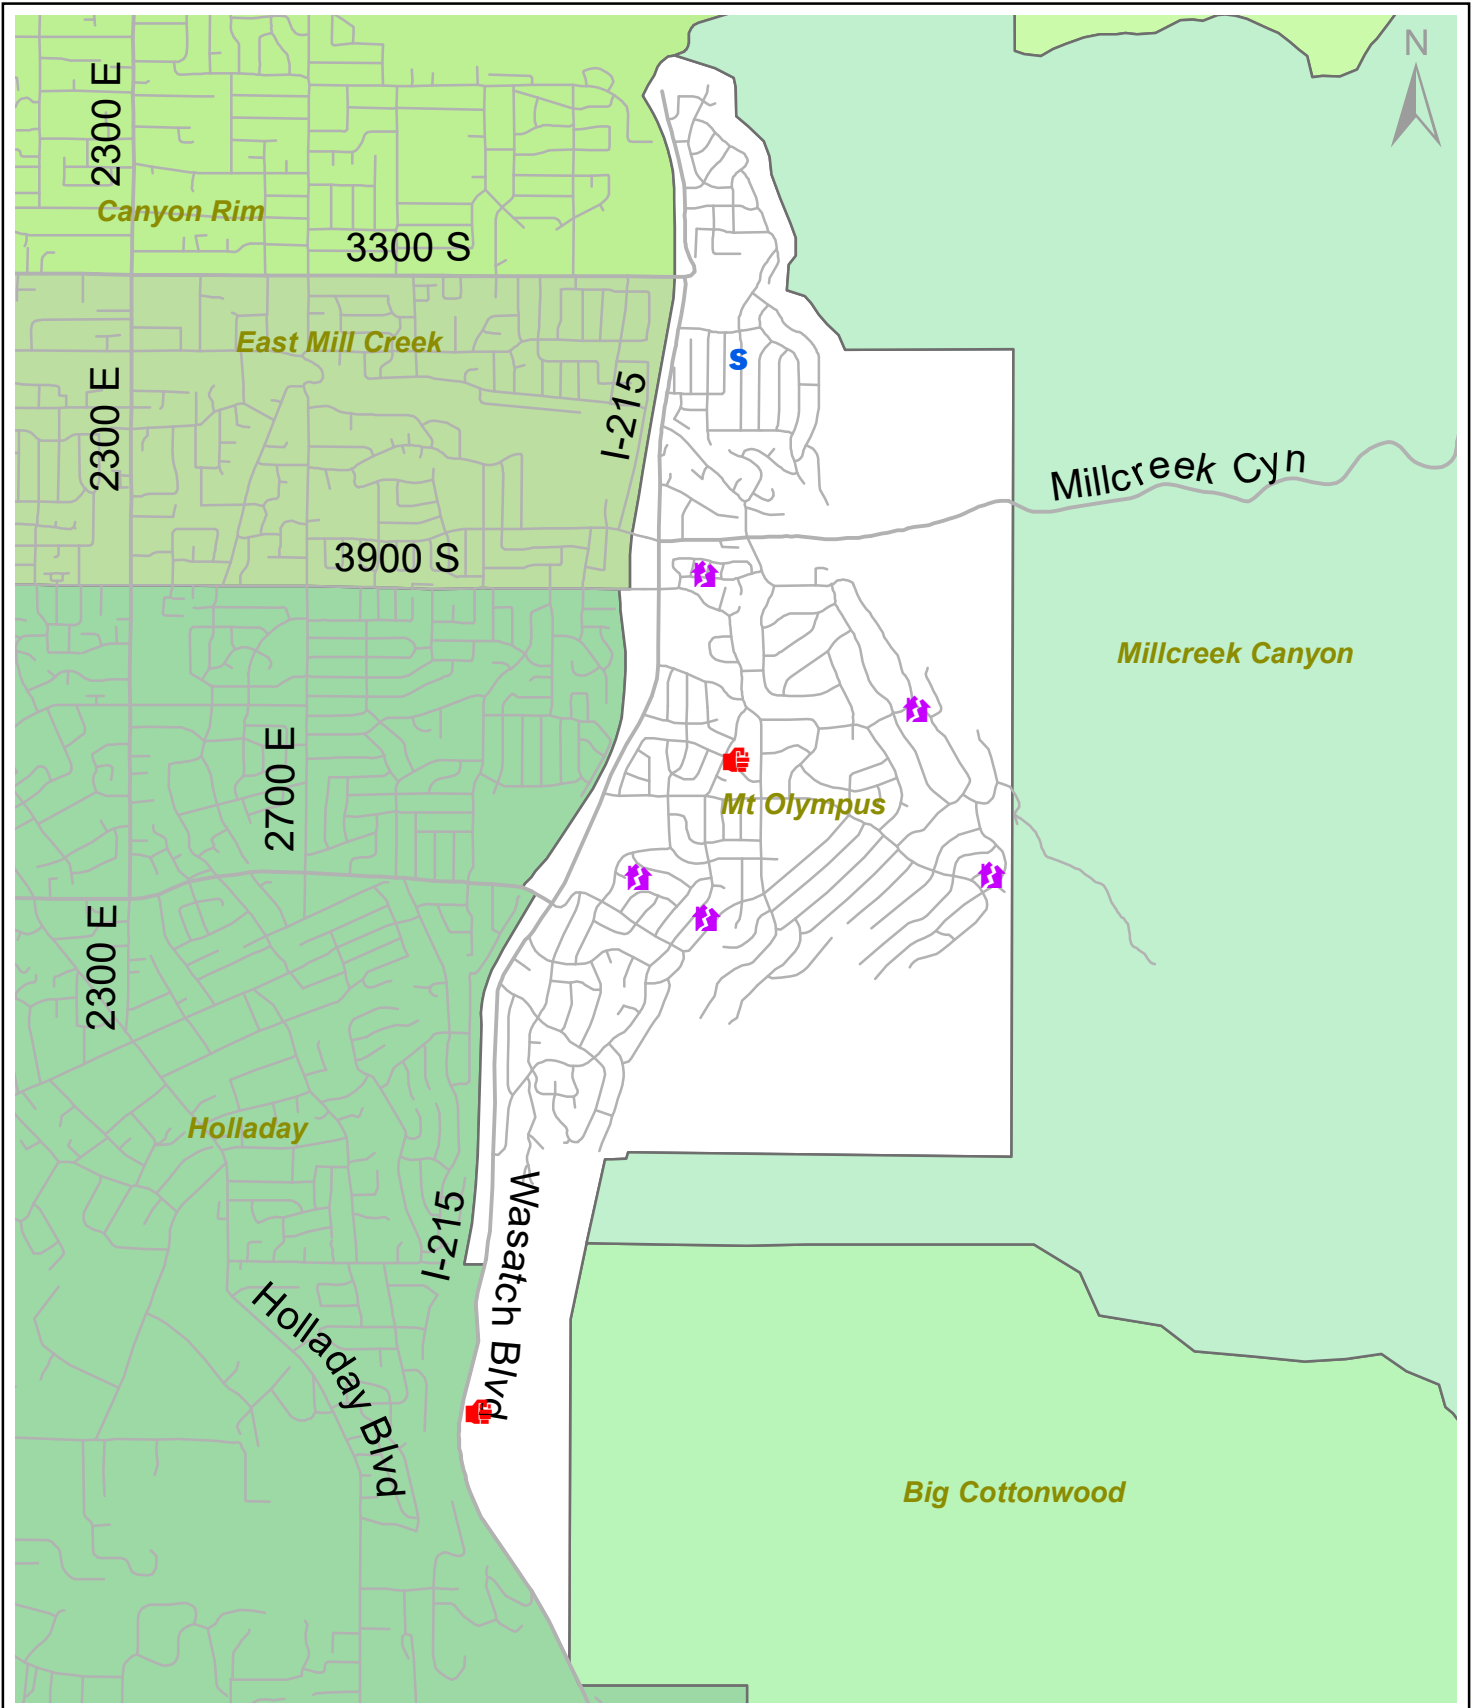 N
2300 E
Canyon Rim
3300 S
East Mill Creek
S
I-215
2300 E
Millcreek Cyn
3900 S
Millcreek Canyon
2700 E
Mt Olympus
2300 E
Holladay
I-215
Wasatch Blvd
Holladay Blvd
Big Cottonwood